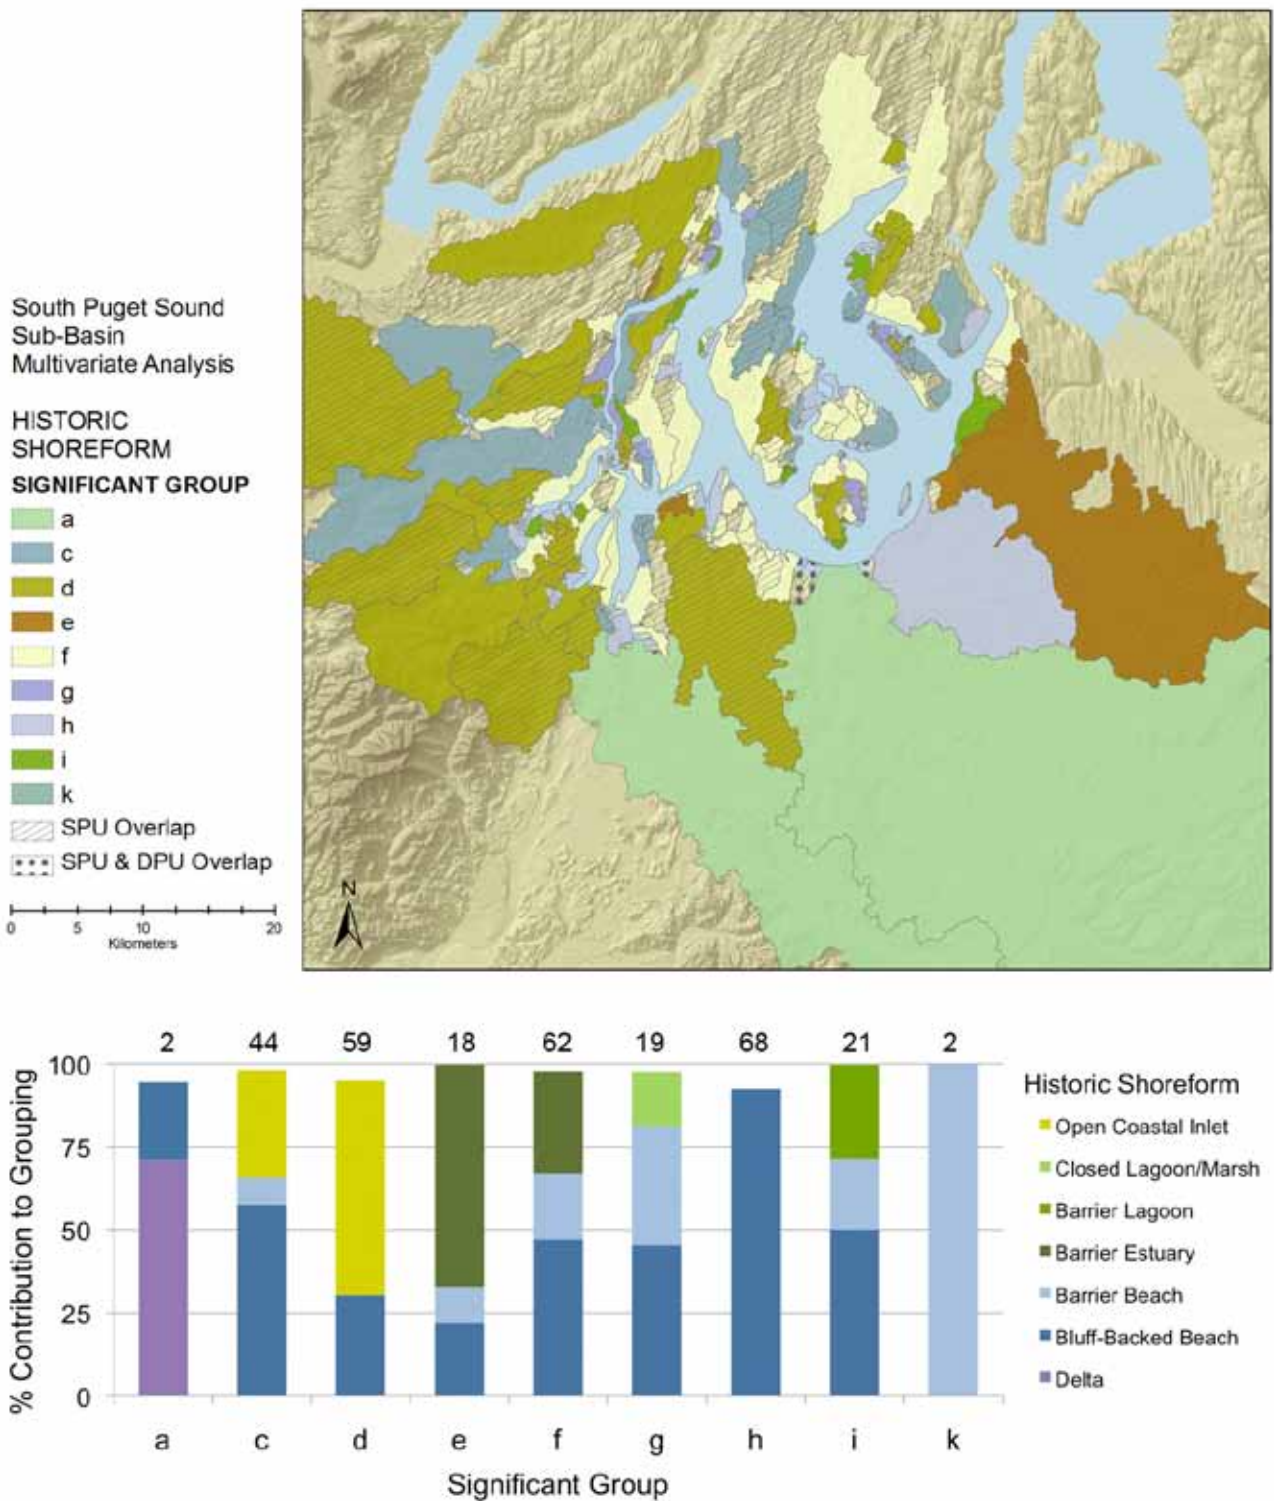 South Puget Sound
Sub-Basin
Multivariate Analysis
HISTORIC
SHOREFORM
SIGNIFICANT GROUP
a
c
d
e
f
g
h
i
k
SPU Overlap
SPU & DPU Overlap
N
0 5 10 20
Kilometers
2 44 59 18 62 19 68 21 2
% Contribution to Grouping
100
75
50
25
0
a c d e f g h i k
Significant Group
Historic Shoreform
Open Coastal Inlet
Closed Lagoon/Marsh
Barrier Lagoon
Barrier Estuary
Barrier Beach
Bluff-Backed Beach
Delta